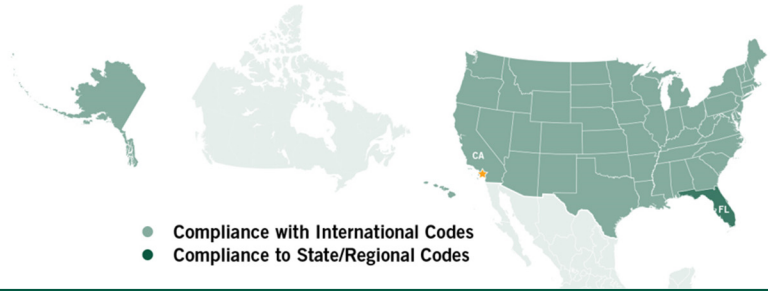 CA
FL
Compliance with International Codes
Compliance to State/Regional Codes